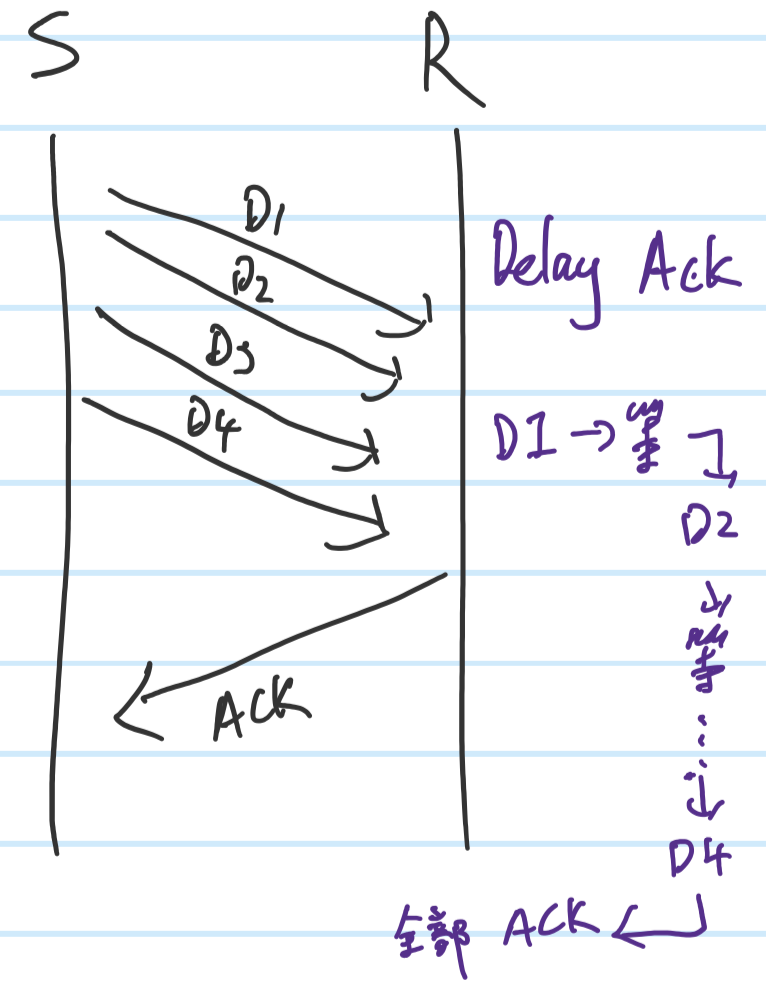 S R
D1
D2
D3
D4
ACK
Delay Ack
D1 → 等
D2
↓
等
⋮
↓
D4
全部 ACK ←